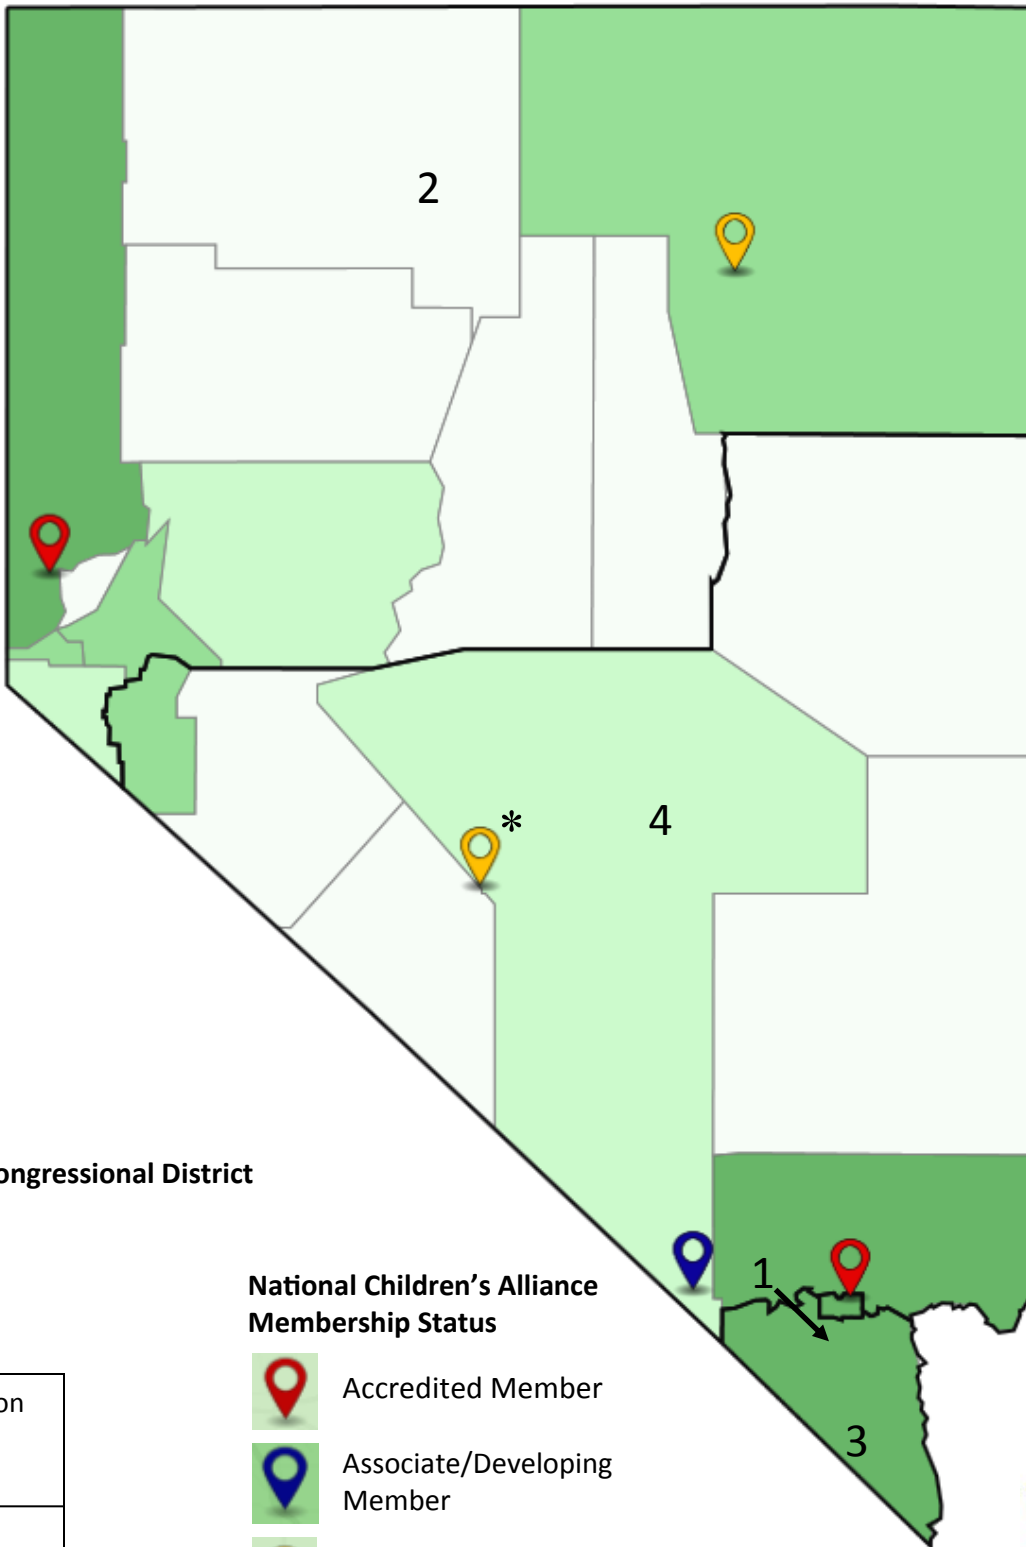 2
*
4
ongressional District
1
National Children's Alliance
Membership Status
Accredited Member
on
3
Associate/Developing
Member